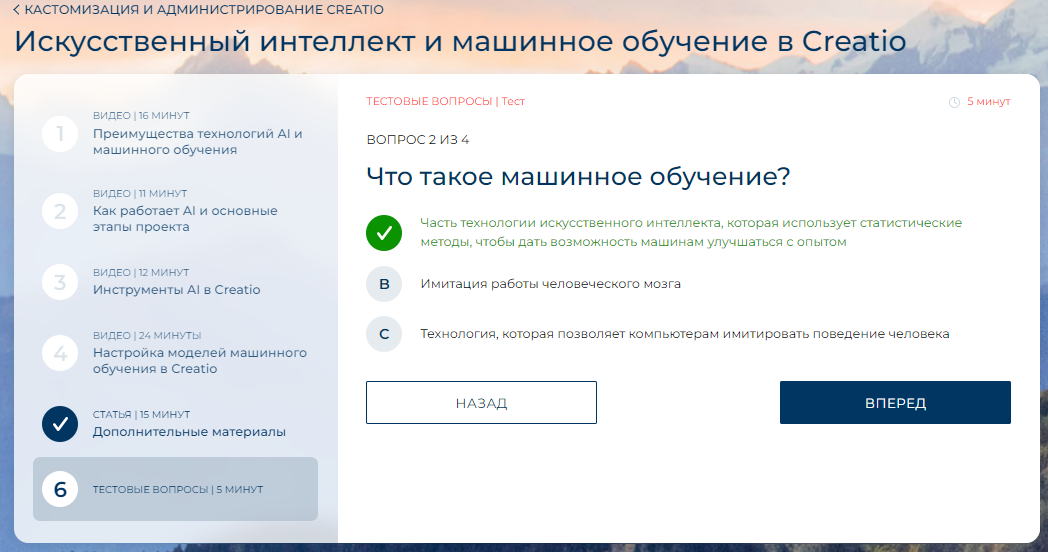 КАСТОМИЗАЦИЯ И АДМИНИСТРИРОВАНИЕ CREATIO
Искусственный интеллект и машинное обучение в Creatio
1
ВИДЕО | 16 МИНУТ
Преимущества технологий AI и
машинного обучения
2
ВИДЕО | 11 МИНУТ
Как работает AI и основные
этапы проекта
3
ВИДЕО | 12 МИНУТ
Инструменты AI в Creatio
4
ВИДЕО | 24 МИНУТЫ
Настройка моделей машинного
обучения в Creatio
СТАТЬЯ | 15 МИНУТ
Дополнительные материалы
6
ТЕСТОВЫЕ ВОПРОСЫ | 5 МИНУТ
ТЕСТОВЫЕ ВОПРОСЫ | Тест
5 минут
ВОПРОС 2 ИЗ 4
Что такое машинное обучение?
Часть технологии искусственного интеллекта, которая использует статистические
методы, чтобы дать возможность машинам улучшаться с опытом
B
Имитация работы человеческого мозга
C
Технология, которая позволяет компьютерам имитировать поведение человека
НАЗАД
ВПЕРЕД